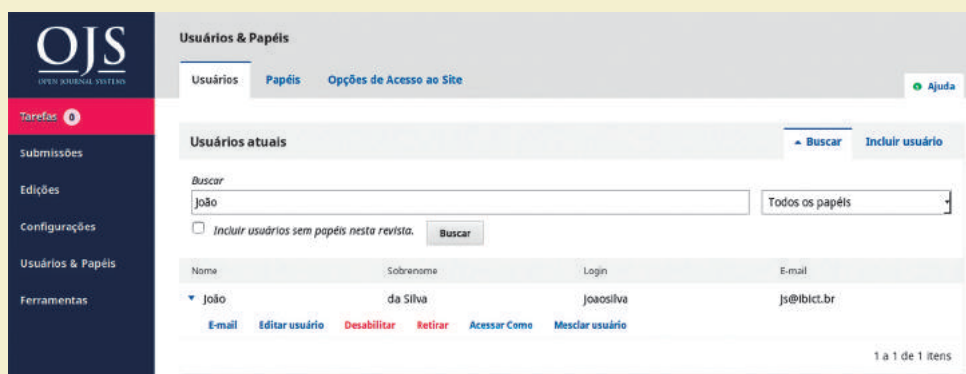 OJS
OPEN JOURNAL SYSTEMS
Tarefas 0
Submissões
Edições
Configurações
Usuários & Papéis
Ferramentas
Usuários & Papéis
Usuários Papéis Opções de Acesso ao Site
Ajuda
Usuários atuais
Buscar Incluir usuário
Buscar
João
Todos os papéis
Incluir usuários sem papéis nesta revista. Buscar
Nome Sobrenome Login E-mail
João da Silva joaosilva js@ibict.br
E-mail Editar usuário Desabilitar Retirar Acessar Como Mesclar usuário
1 a 1 de 1 itens